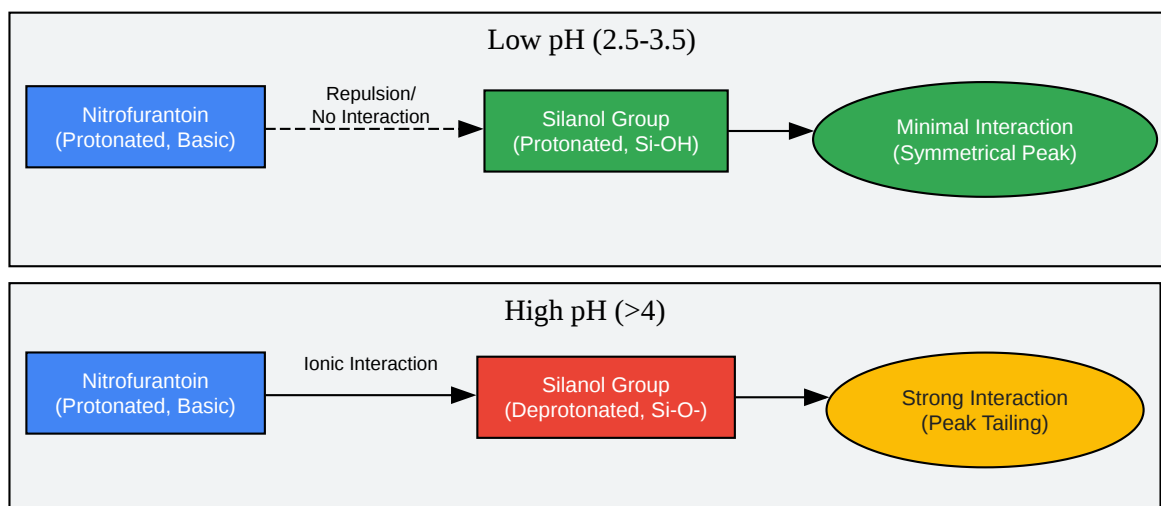 Low pH (2.5-3.5)
Nitrofurantoin
(Protonated, Basic)
Repulsion/
No Interaction
Silanol Group
(Protonated, Si-OH)
Minimal Interaction
(Symmetrical Peak)
High pH (>4)
Nitrofurantoin
(Protonated, Basic)
Ionic Interaction
Silanol Group
(Deprotonated, Si-O-)
Strong Interaction
(Peak Tailing)